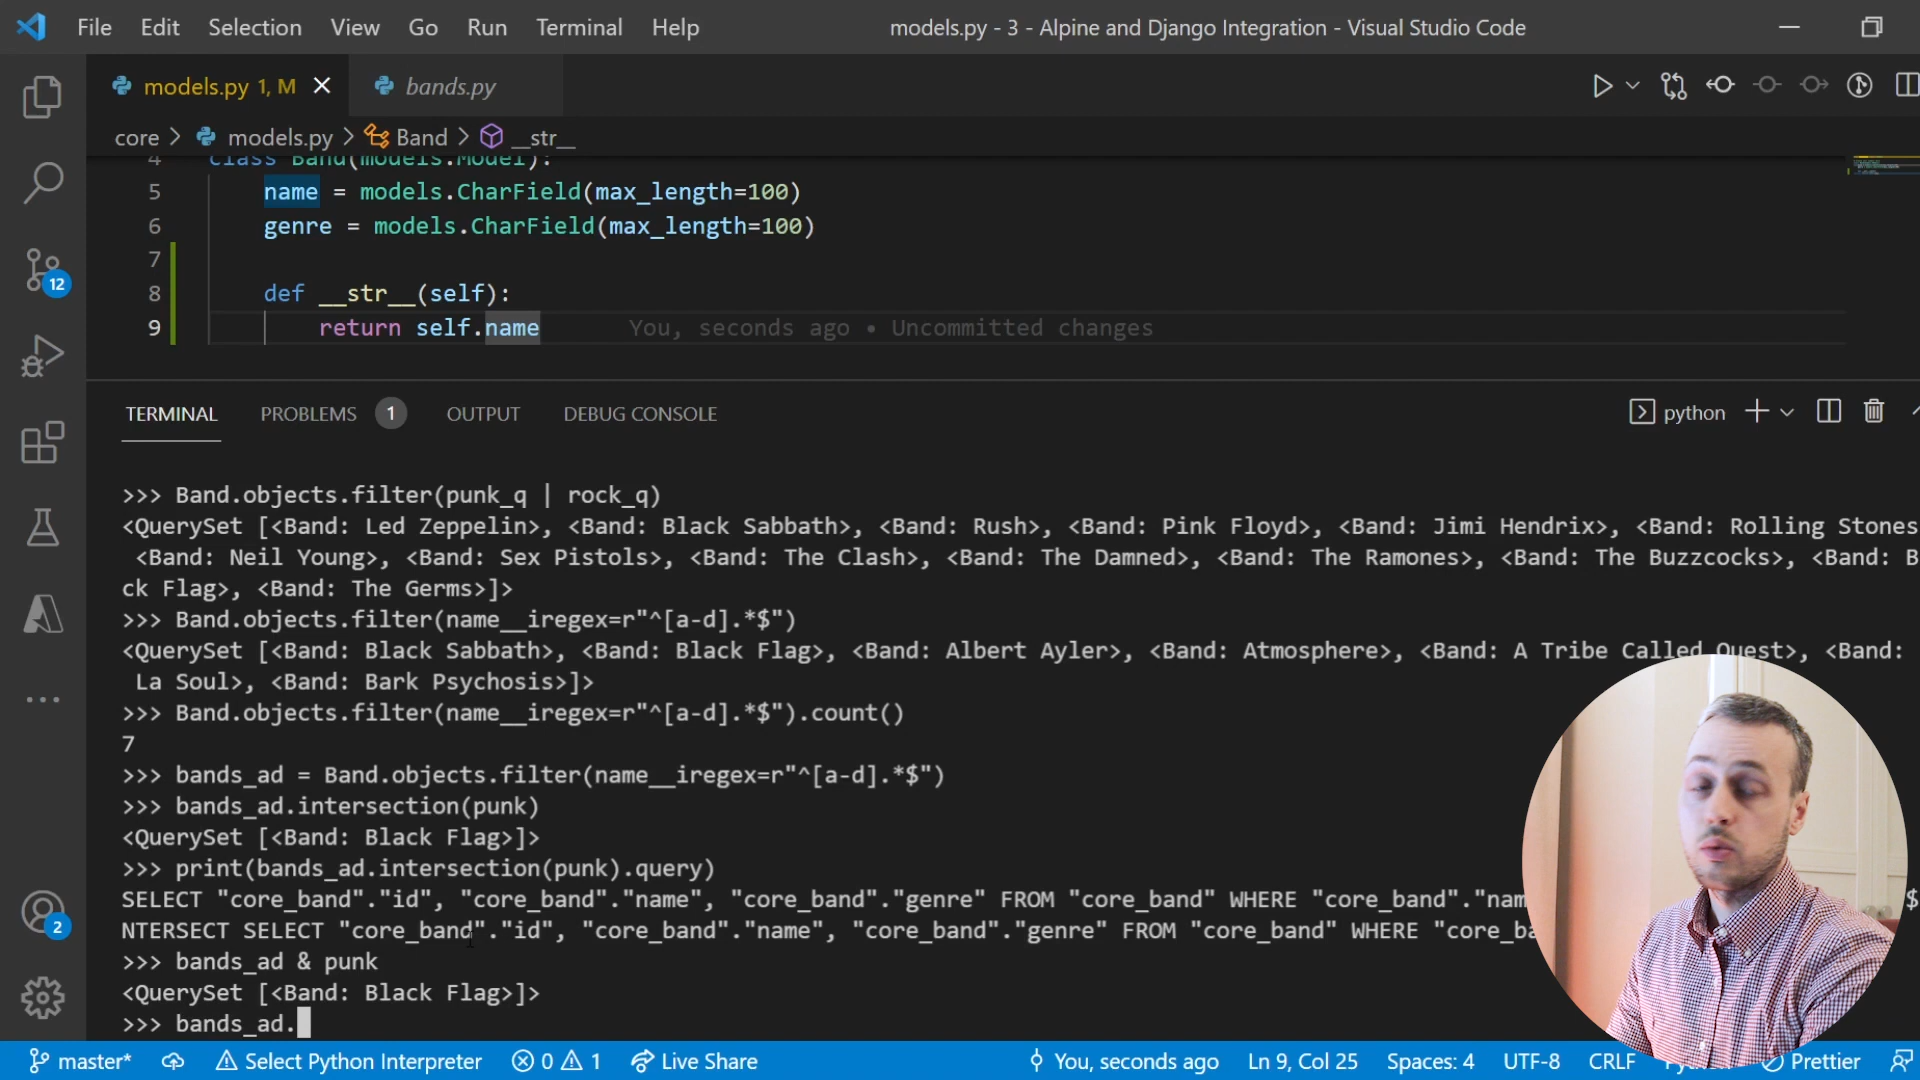 File Edit Selection View Go Run Terminal Help models.py - 3 - Alpine and Django Integration - Visual Studio Code
models.py 1, M bands.py
core > models.py > Band > __str__
4 class Band(models.Model):
5 name = models.CharField(max_length=100)
6 genre = models.CharField(max_length=100)
7
8 def __str__(self):
9 return self.name You, seconds ago • Uncommitted changes
12
TERMINAL PROBLEMS 1 OUTPUT DEBUG CONSOLE python
>>> Band.objects.filter(punk_q | rock_q)
<QuerySet [<Band: Led Zeppelin>, <Band: Black Sabbath>, <Band: Rush>, <Band: Pink Floyd>, <Band: Jimi Hendrix>, <Band: Rolling Stones
<Band: Neil Young>, <Band: Sex Pistols>, <Band: The Clash>, <Band: The Damned>, <Band: The Ramones>, <Band: The Buzzcocks>, <Band: B
ck Flag>, <Band: The Germs>]>
>>> Band.objects.filter(name__iregex=r"^[a-d].*$")
<QuerySet [<Band: Black Sabbath>, <Band: Black Flag>, <Band: Albert Ayler>, <Band: Atmosphere>, <Band: A Tribe Called Quest>, <Band:
La Soul>, <Band: Bark Psychosis>]>
>>> Band.objects.filter(name__iregex=r"^[a-d].*$").count()
7
>>> bands_ad = Band.objects.filter(name__iregex=r"^[a-d].*$")
>>> bands_ad.intersection(punk)
<QuerySet [<Band: Black Flag>]>
>>> print(bands_ad.intersection(punk).query)
SELECT "core_band"."id", "core_band"."name", "core_band"."genre" FROM "core_band" WHERE "core_band"."nam $
NTERSECT SELECT "core_band"."id", "core_band"."name", "core_band"."genre" FROM "core_band" WHERE "core_ba
>>> bands_ad & punk
<QuerySet [<Band: Black Flag>]>
>>> bands_ad.
2
master* Select Python Interpreter 0 1 Live Share You, seconds ago Ln 9, Col 25 Spaces: 4 UTF-8 CRLF Prettier